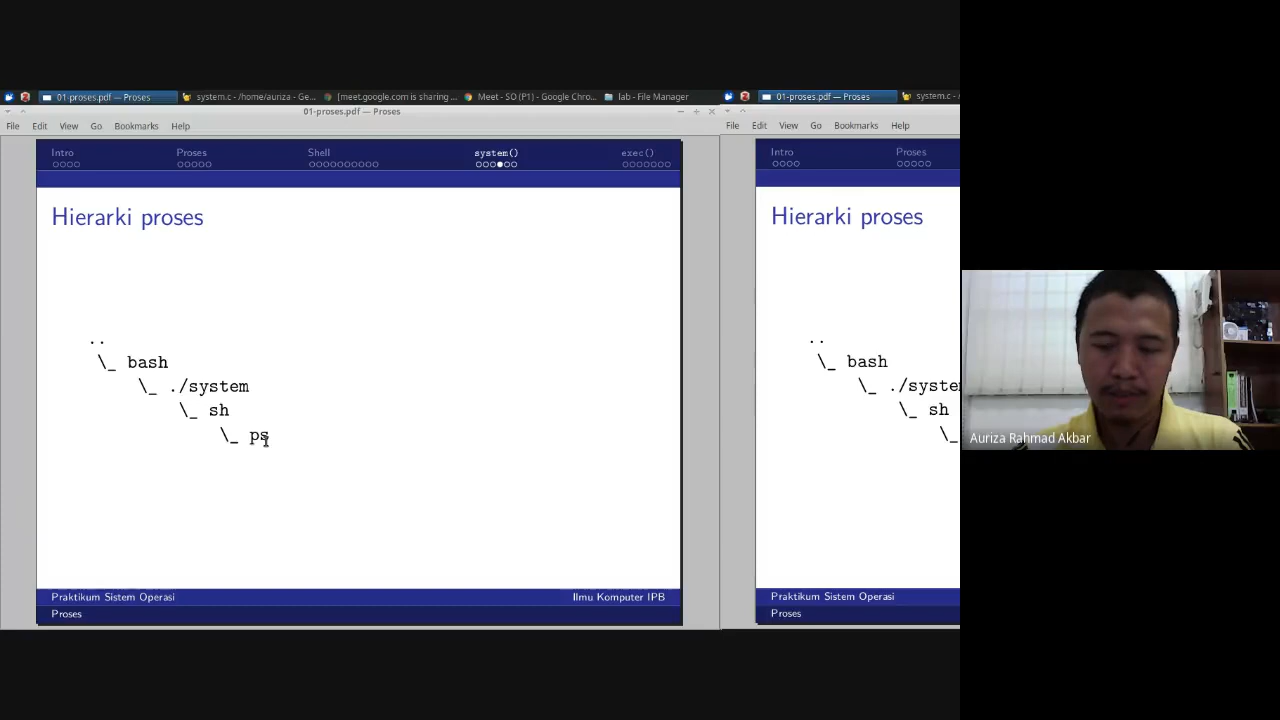 01-proses.pdf — Proses
system.c - /home/auriza - Ge...
[meet.google.com is sharing ...
Meet - SO (P1) - Google Chro...
lab - File Manager
01-proses.pdf — Proses
system.c - /
01-proses.pdf — Proses
File Edit View Go Bookmarks Help
File Edit View Go Bookmarks Help
Intro Proses Shell system() exec()
Intro Proses
Hierarki proses
..
\_ bash
\_ ./system
\_ sh
\_ ps
Praktikum Sistem Operasi Ilmu Komputer IPB
Proses
Hierarki proses
..
\_ bash
\_ ./syste
\_ sh
\_
Praktikum Sistem Operasi
Proses
Auriza Rahmad Akbar